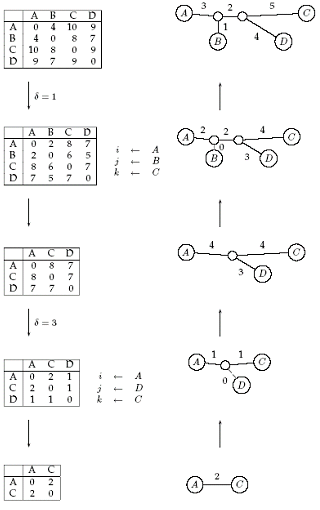 A B C D
A 0 4 10 9
B 4 0 8 7
C 10 8 0 9
D 9 7 9 0
A 3 2 5 C
1
4
B D
δ = 1
A B C D
A 0 2 8 7
B 2 0 6 5
C 8 6 0 7
D 7 5 7 0
i ← A
j ← B
k ← C
A 2 2 4 C
0
3
B D
A C D
A 0 8 7
C 8 0 7
D 7 7 0
A 4 4 C
3
D
δ = 3
A C D
A 0 2 1
C 2 0 1
D 1 1 0
i ← A
j ← D
k ← C
A 1 1 C
0
D
A C
A 0 2
C 2 0
A 2 C